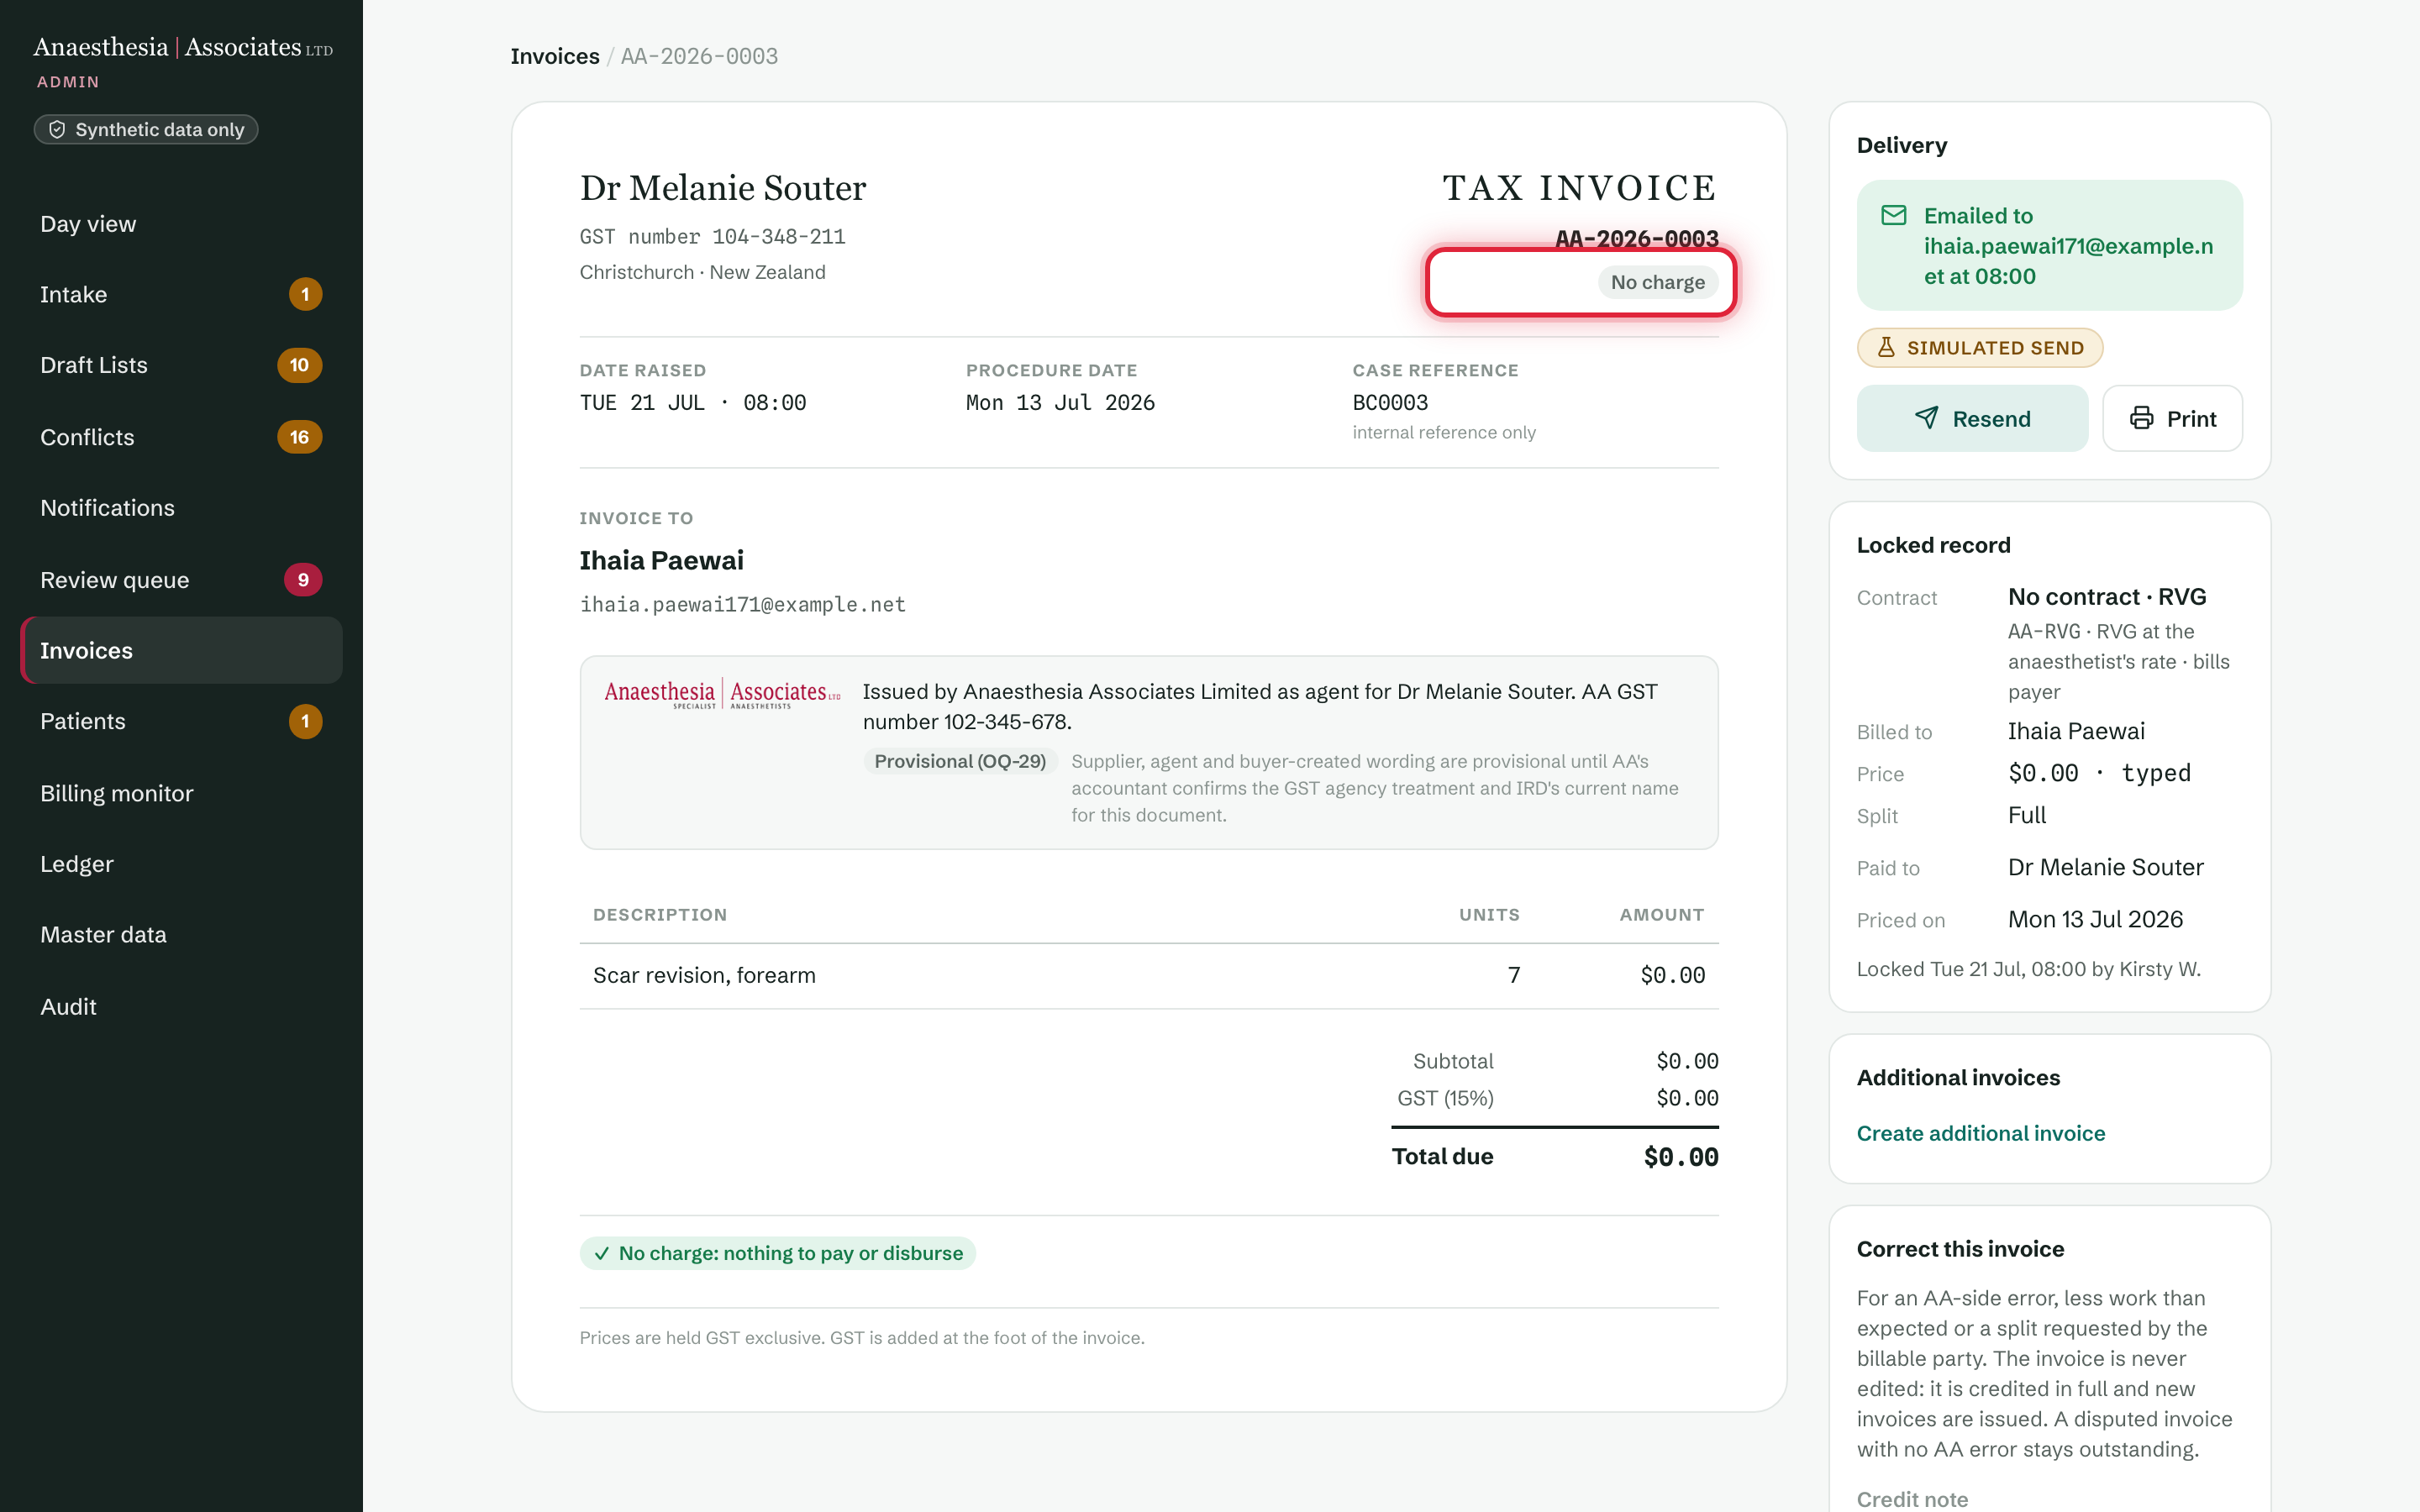 Anaesthesia | Associates LTD
ADMIN
Synthetic data only
Day view
Intake 1
Draft Lists 10
Conflicts 16
Notifications
Review queue 9
Invoices
Patients 1
Billing monitor
Ledger
Master data
Audit
Invoices / AA-2026-0003
Dr Melanie Souter
GST number 104-348-211
Christchurch · New Zealand
TAX INVOICE
AA-2026-0003
No charge
DATE RAISED
TUE 21 JUL · 08:00
PROCEDURE DATE
Mon 13 Jul 2026
CASE REFERENCE
BC0003
internal reference only
INVOICE TO
Ihaia Paewai
ihaia.paewai171@example.net
Anaesthesia | Associates LTD
SPECIALIST | ANAESTHETISTS
Issued by Anaesthesia Associates Limited as agent for Dr Melanie Souter. AA GST
number 102-345-678.
Provisional (OQ-29)
Supplier, agent and buyer-created wording are provisional until AA's
accountant confirms the GST agency treatment and IRD's current name
for this document.
DESCRIPTION UNITS AMOUNT
Scar revision, forearm 7 $0.00
Subtotal $0.00
GST (15%) $0.00
Total due $0.00
No charge: nothing to pay or disburse
Prices are held GST exclusive. GST is added at the foot of the invoice.
Delivery
Emailed to
ihaia.paewai171@example.n
et at 08:00
SIMULATED SEND
Resend
Print
Locked record
Contract No contract · RVG
AA-RVG · RVG at the
anaesthetist's rate · bills
payer
Billed to Ihaia Paewai
Price $0.00 · typed
Split Full
Paid to Dr Melanie Souter
Priced on Mon 13 Jul 2026
Locked Tue 21 Jul, 08:00 by Kirsty W.
Additional invoices
Create additional invoice
Correct this invoice
For an AA-side error, less work than
expected or a split requested by the
billable party. The invoice is never
edited: it is credited in full and new
invoices are issued. A disputed invoice
with no AA error stays outstanding.
Credit note